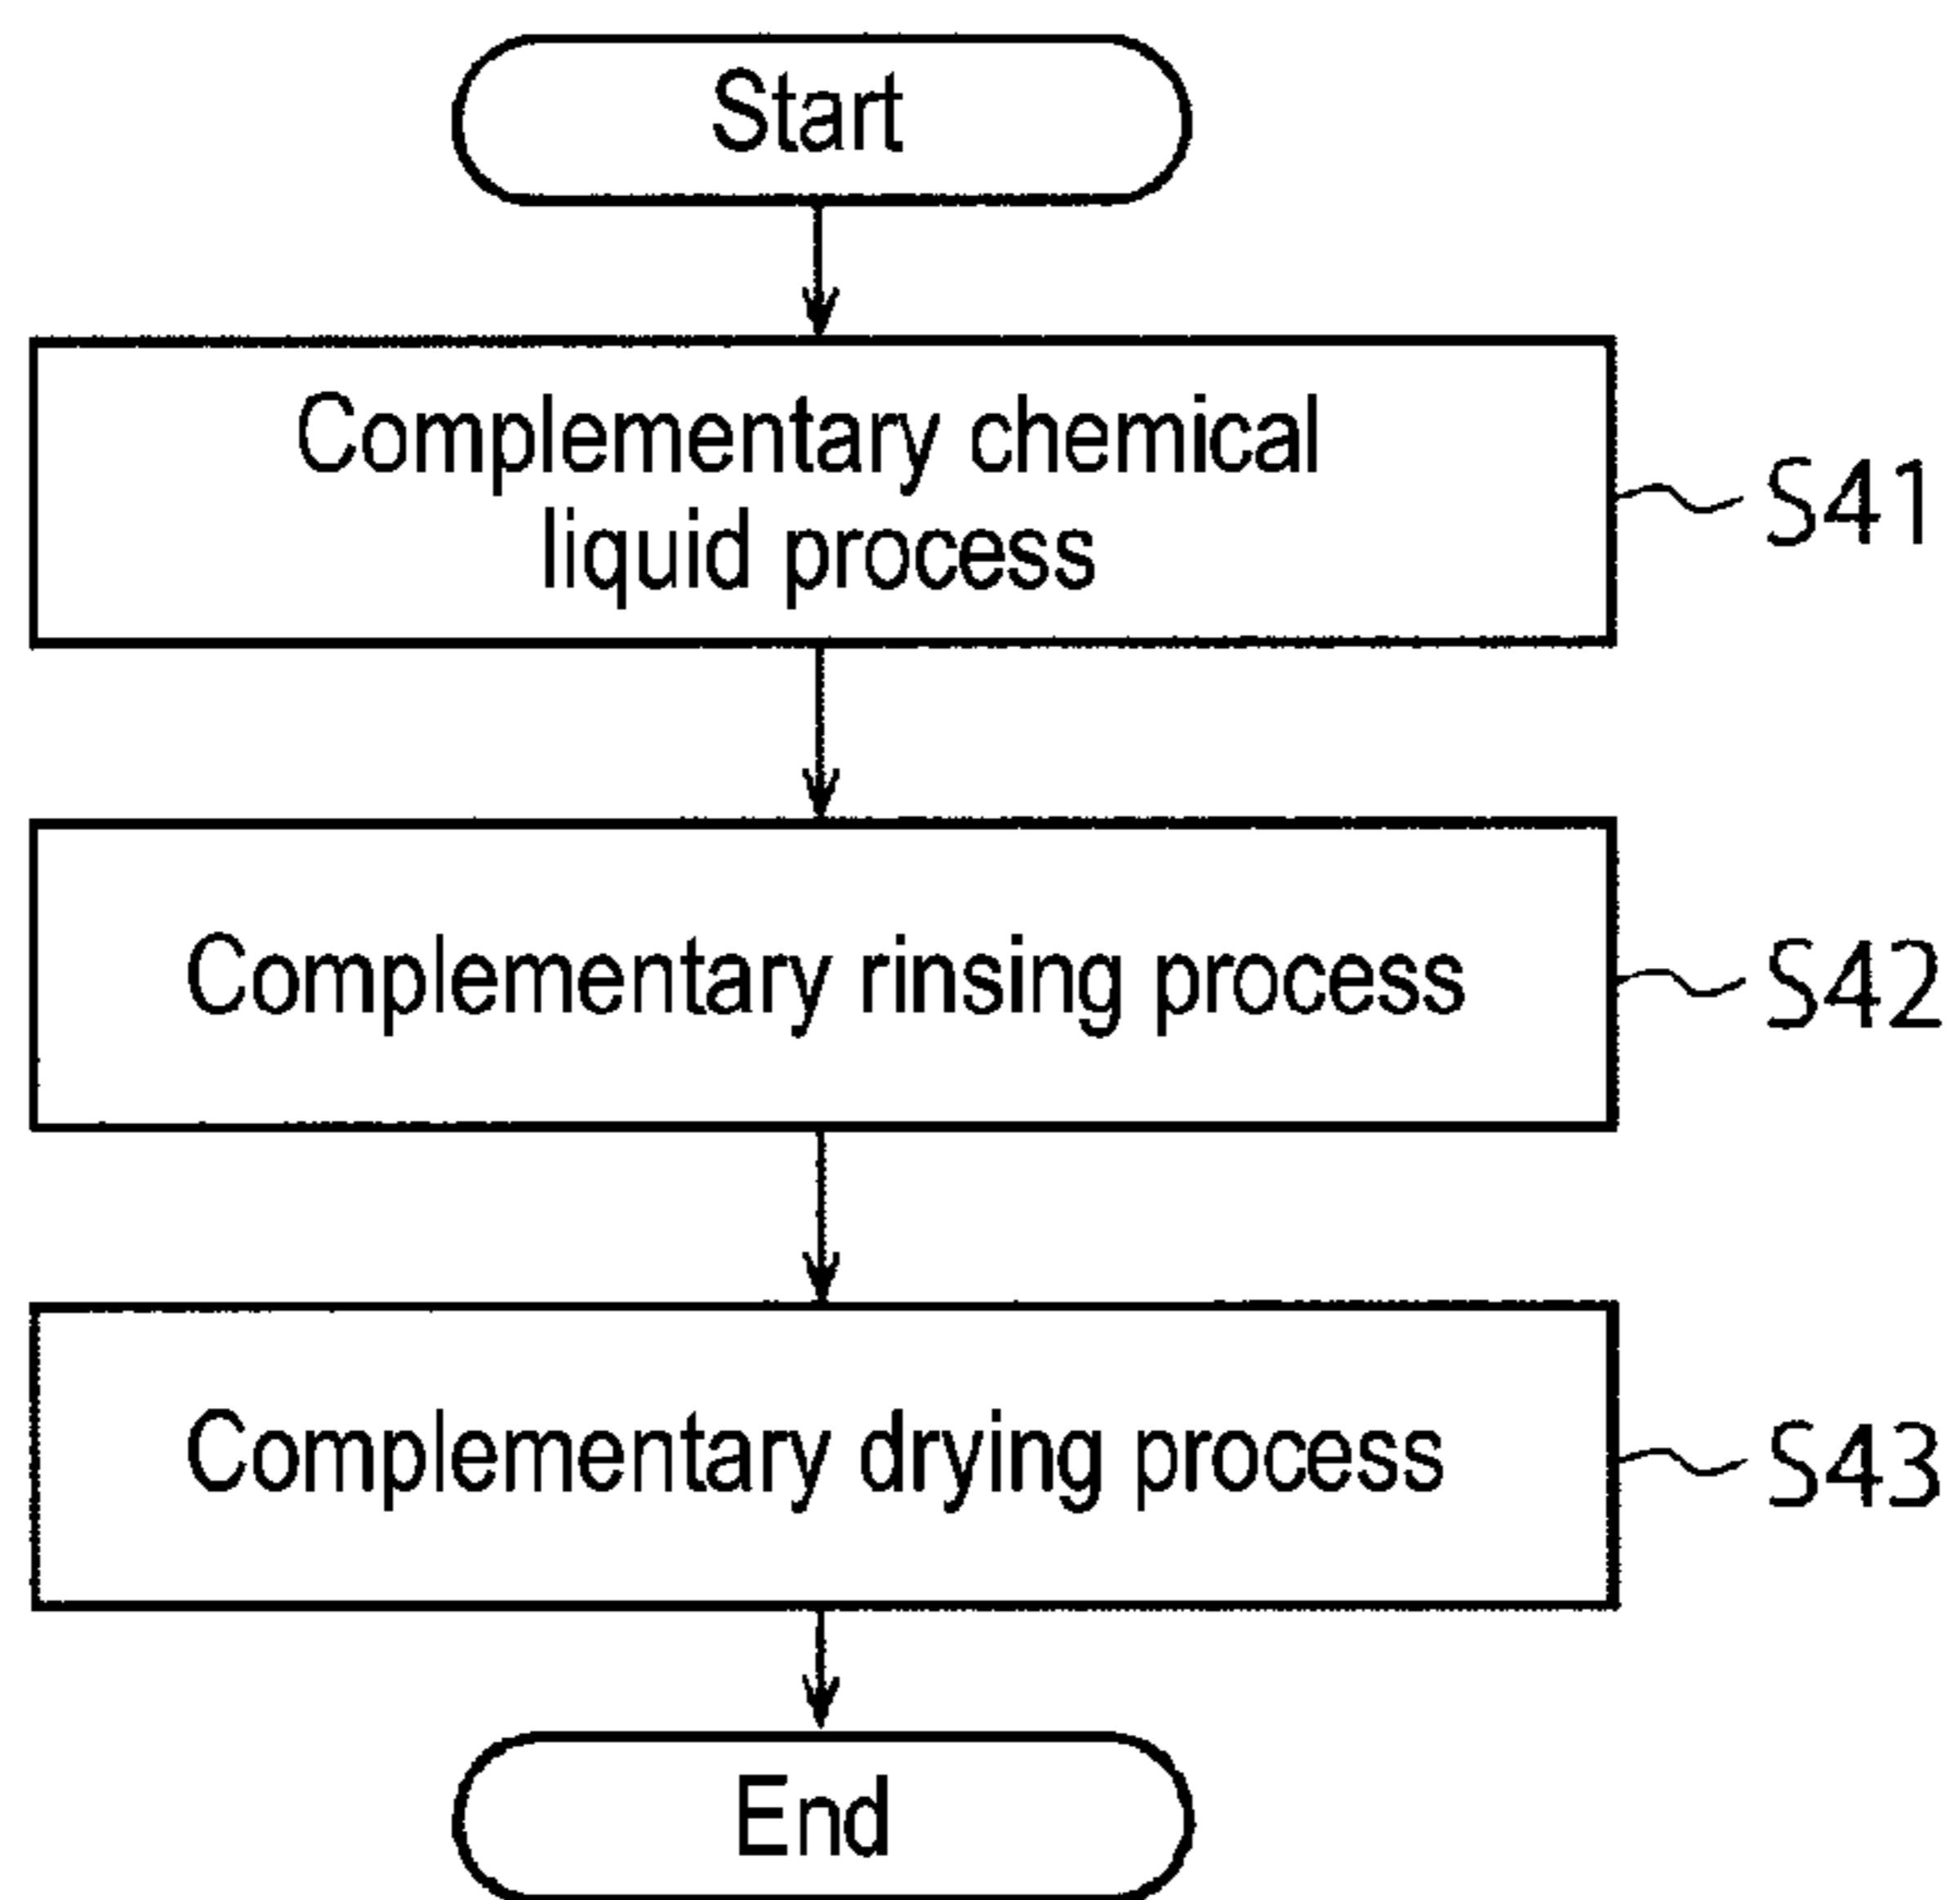 Start
Complementary chemical
liquid process
S41
Complementary rinsing process
S42
Complementary drying process
S43
End